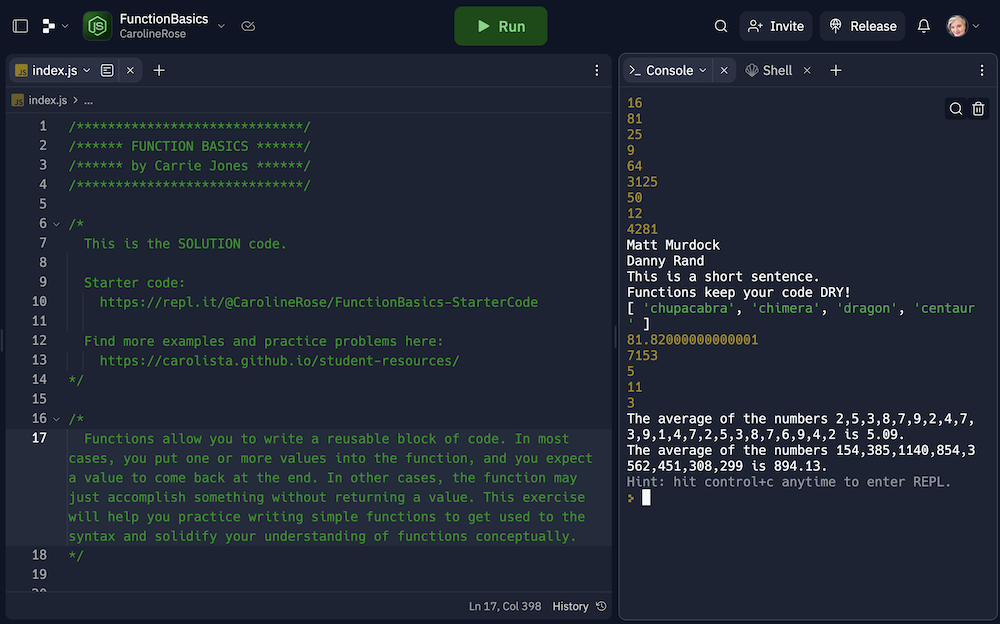 FunctionBasics
CarolineRose
Run
Invite
Release
JS index.js
JS index.js > ...
1 /*****************************/
2 /****** FUNCTION BASICS ******/
3 /****** by Carrie Jones ******/
4 /*****************************/
5
6 /*
7 This is the SOLUTION code.
8
9 Starter code:
10 https://repl.it/@CarolineRose/FunctionBasics-StarterCode
11
12 Find more examples and practice problems here:
13 https://carolista.github.io/student-resources/
14 */
15
16 /*
17 Functions allow you to write a reusable block of code. In most
cases, you put one or more values into the function, and you expect
a value to come back at the end. In other cases, the function may
just accomplish something without returning a value. This exercise
will help you practice writing simple functions to get used to the
syntax and solidify your understanding of functions conceptually.
18 */
19
Ln 17, Col 398 History
Console
Shell
16
81
25
9
64
3125
50
12
4281
Matt Murdock
Danny Rand
This is a short sentence.
Functions keep your code DRY!
[ 'chupacabra', 'chimera', 'dragon', 'centaur
' ]
81.82000000000001
7153
5
11
3
The average of the numbers 2,5,3,8,7,9,2,4,7,
3,9,1,4,7,2,5,3,8,7,6,9,4,2 is 5.09.
The average of the numbers 154,385,1140,854,3
562,451,308,299 is 894.13.
Hint: hit control+c anytime to enter REPL.
>